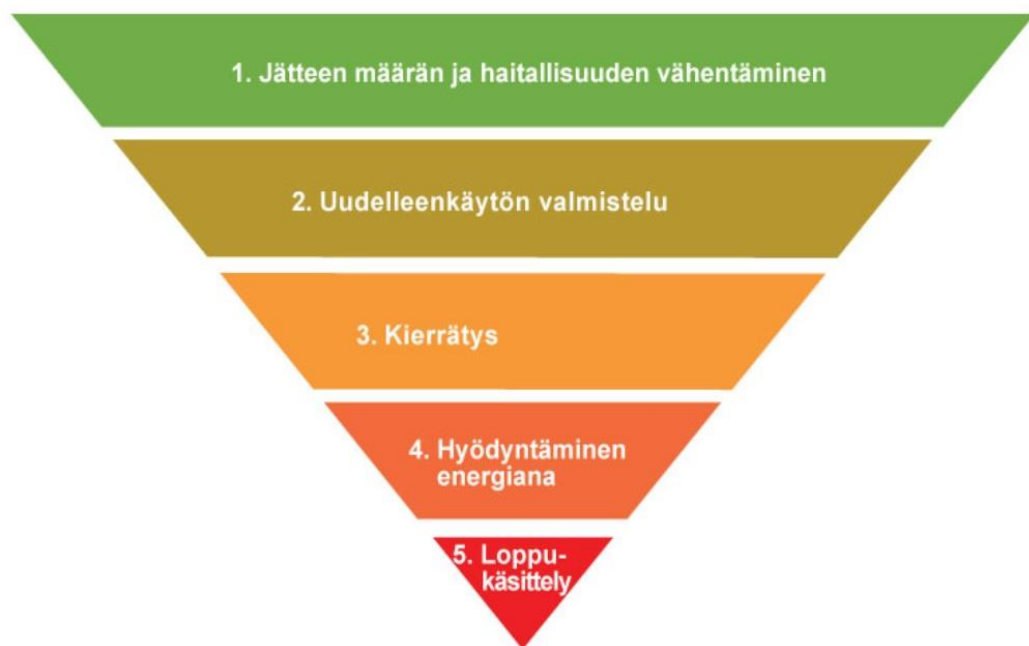 1. Jätteen määrän ja haitallisuuden vähentäminen
2. Uudelleenkäytön valmistelu
3. Kierrätys
4. Hyödyntäminen
energiana
5. Loppu-
käsittely